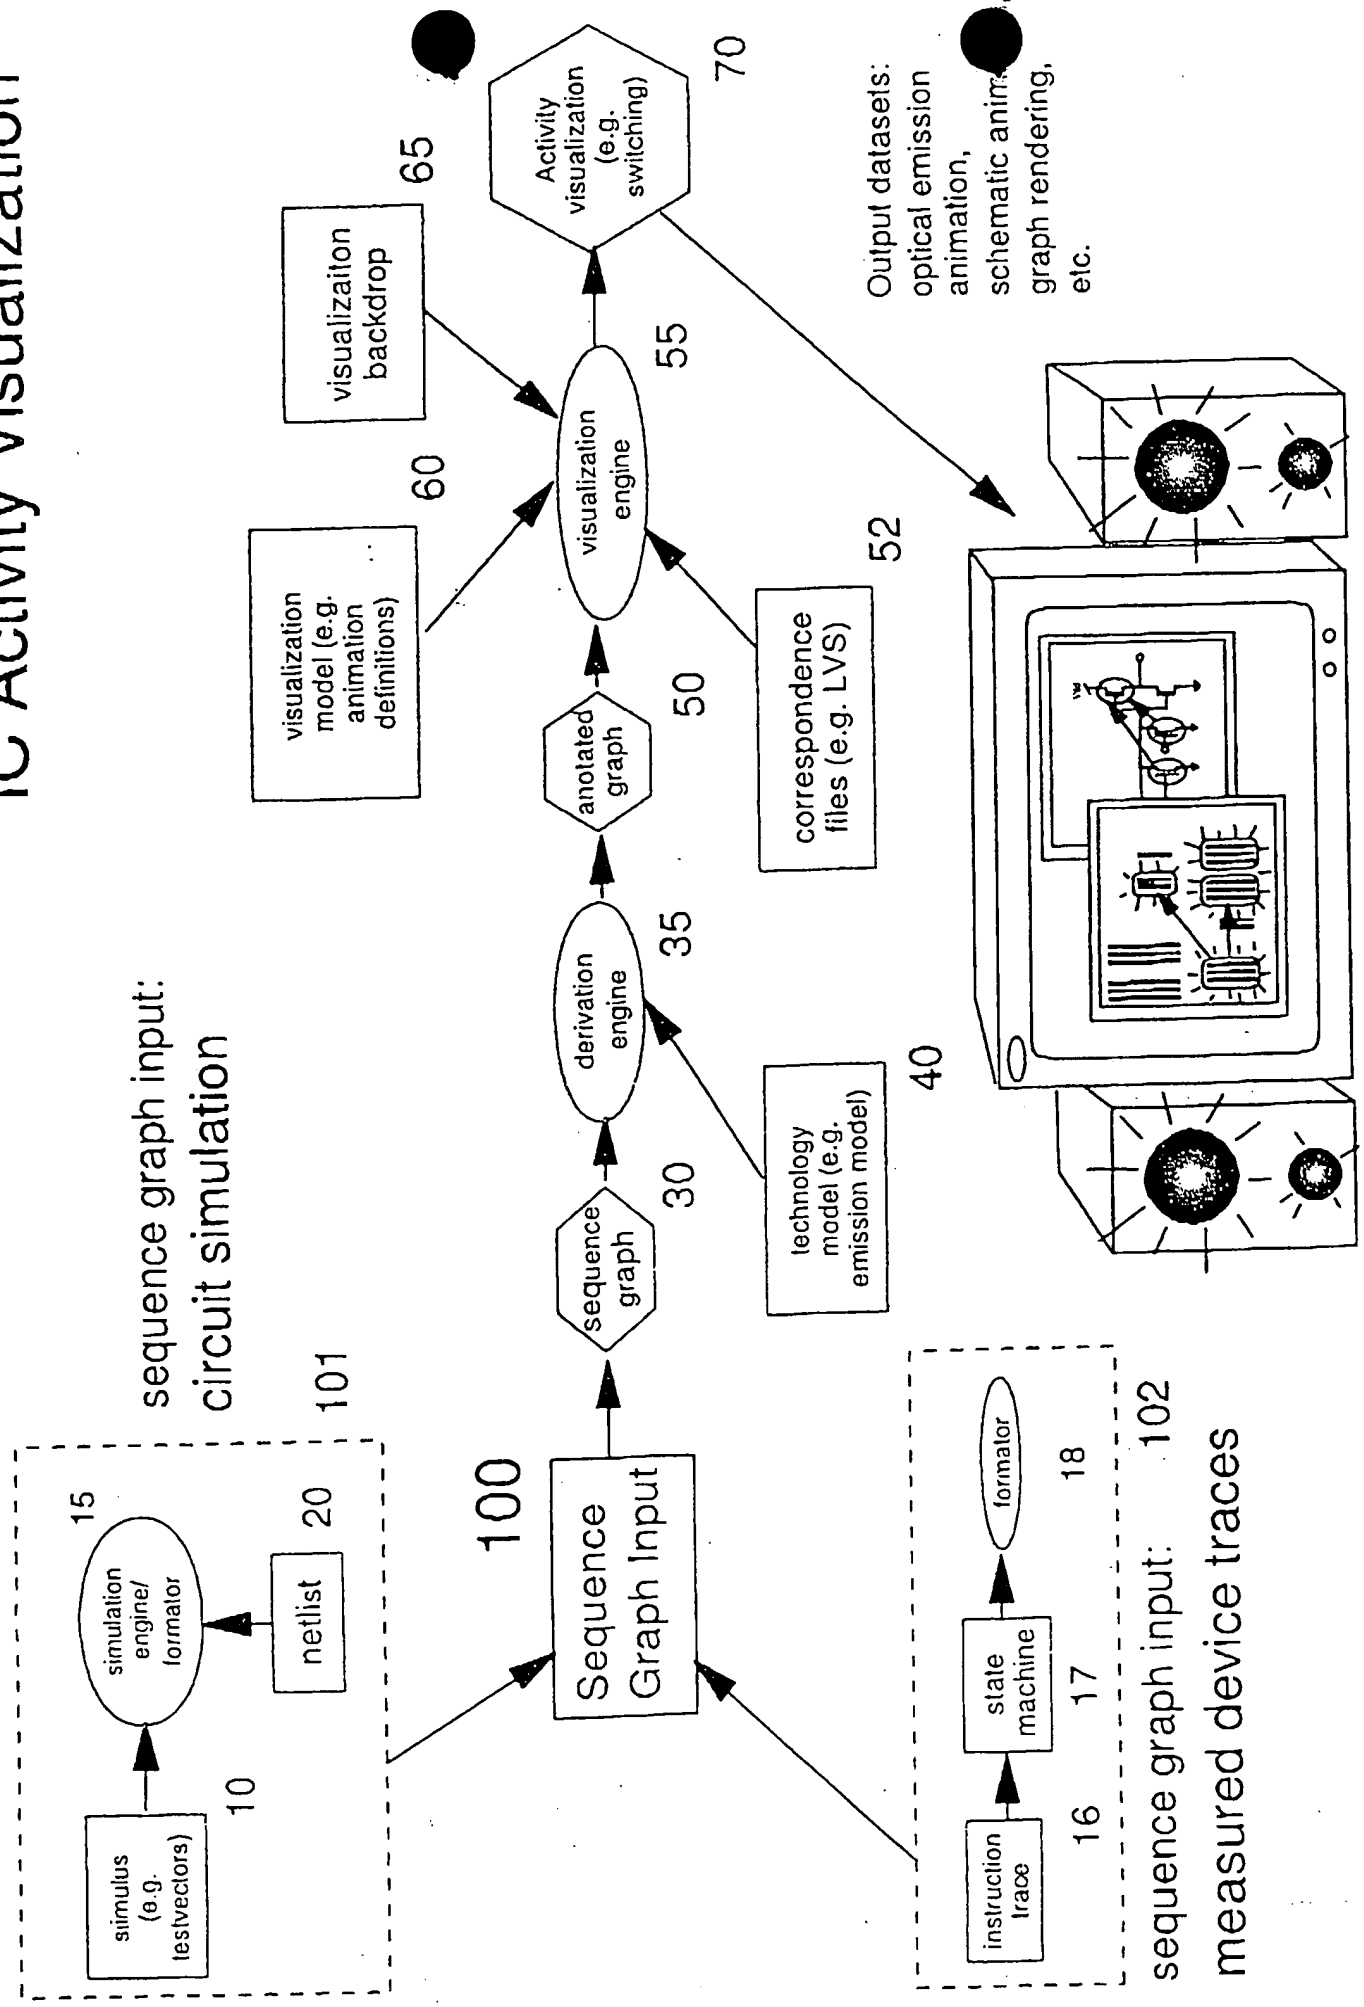 IC Activity Visualization
sequence graph input:
circuit simulation
101
stimulus
(e.g.
testvectors)
10
simulation
engine/
formator
15
netlist
20
100
Sequence
Graph Input
sequence
graph
30
derivation
engine
35
technology
model (e.g.
emission model)
40
anotated
graph
50
visualization
model (e.g.
animation
definitions)
60
visualizaiton
backdrop
65
visualization
engine
55
correspondence
files (e.g. LVS)
52
Activity
visualization
(e.g.
switching)
70
Output datasets:
optical emission
animation,
schematic
graph rendering,
etc.
instruction
trace
16
state
machine
17
formator
18
sequence graph input: 102
measured device traces